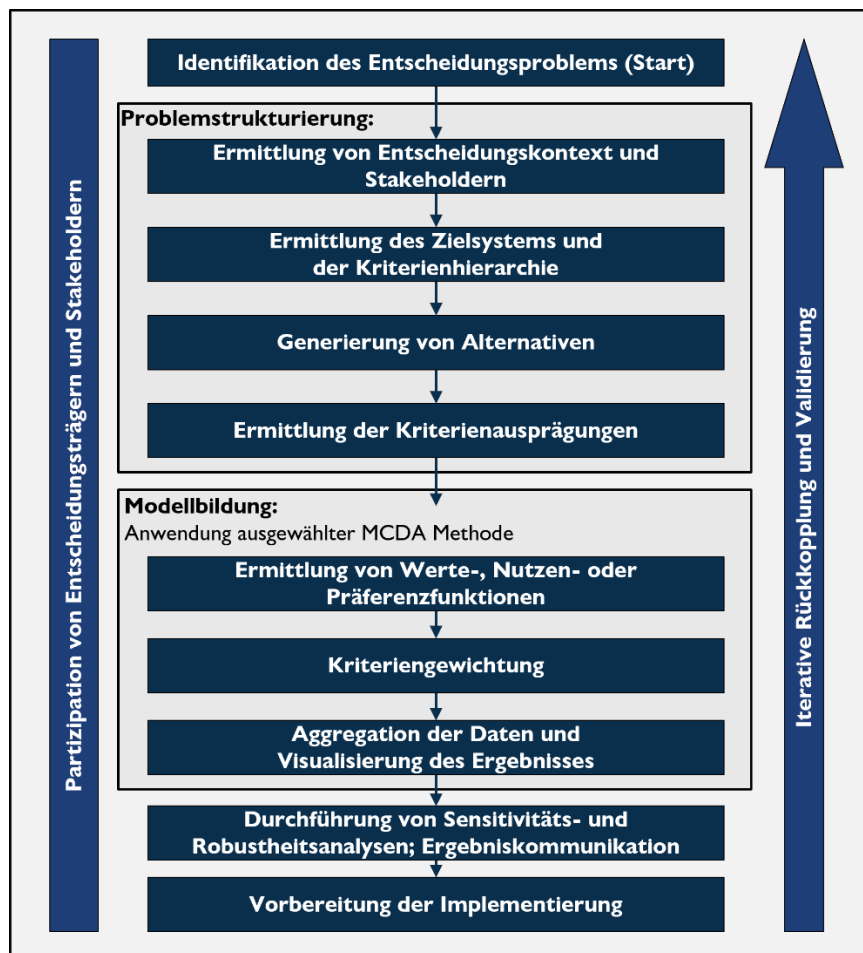 Identifikation des Entscheidungsproblems (Start)
Problemstrukturierung:
Ermittlung von Entscheidungskontext und
Stakeholdern
Ermittlung des Zielsystems und
der Kriterienhierarchie
Generierung von Alternativen
Ermittlung der Kriterienausprägungen
Modellbildung:
Anwendung ausgewählter MCDA Methode
Ermittlung von Werte-, Nutzen- oder
Präferenzfunktionen
Kriteriengewichtung
Aggregation der Daten und
Visualisierung des Ergebnisses
Durchführung von Sensitivitäts- und
Robustheitsanalysen; Ergebniskommunikation
Vorbereitung der Implementierung
Partizipation von Entscheidungsträgern und Stakeholdern
Iterative Rückkopplung und Validierung